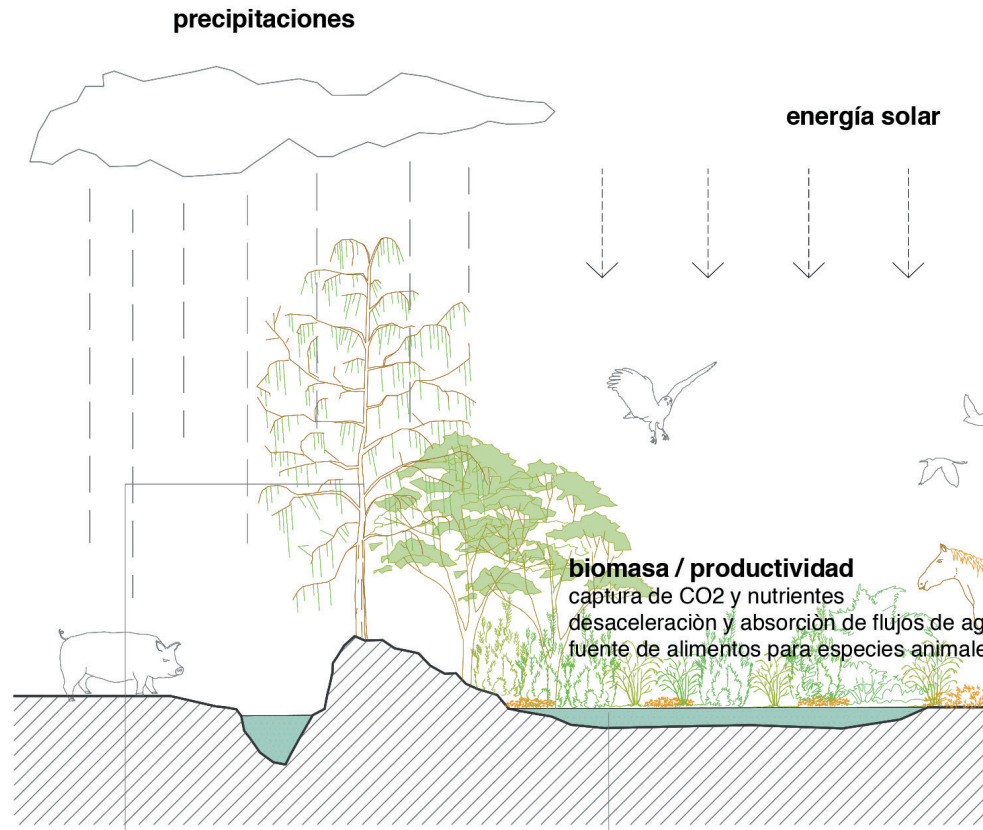 precipitaciones
energía solar
biomasa / productividad
captura de CO2 y nutrientes
desaceleraciòn y absorciòn de flujos de ag
fuente de alimentos para especies animale